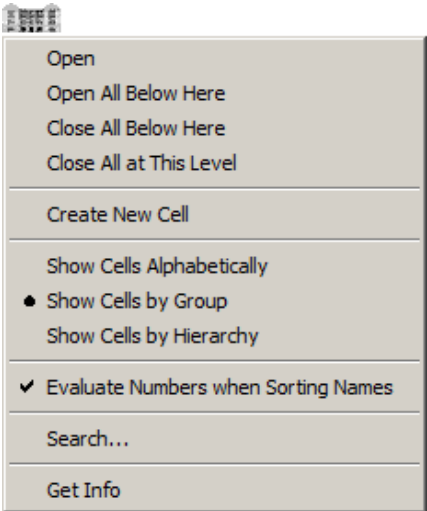 Open
Open All Below Here
Close All Below Here
Close All at This Level
Create New Cell
Show Cells Alphabetically
Show Cells by Group
Show Cells by Hierarchy
Evaluate Numbers when Sorting Names
Search...
Get Info